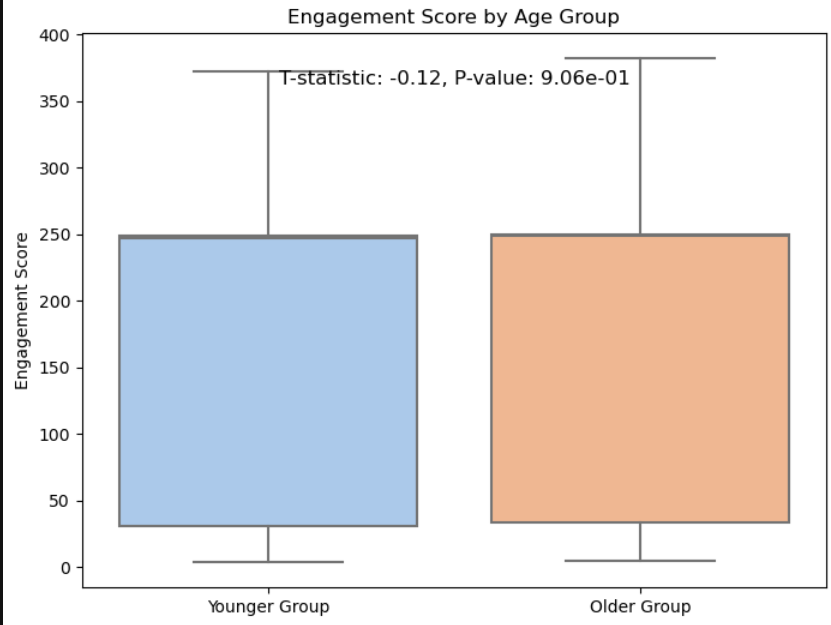 Engagement Score by Age Group
T-statistic: -0.12, P-value: 9.06e-01
Engagement Score
400
350
300
250
200
150
100
50
0
Younger Group
Older Group